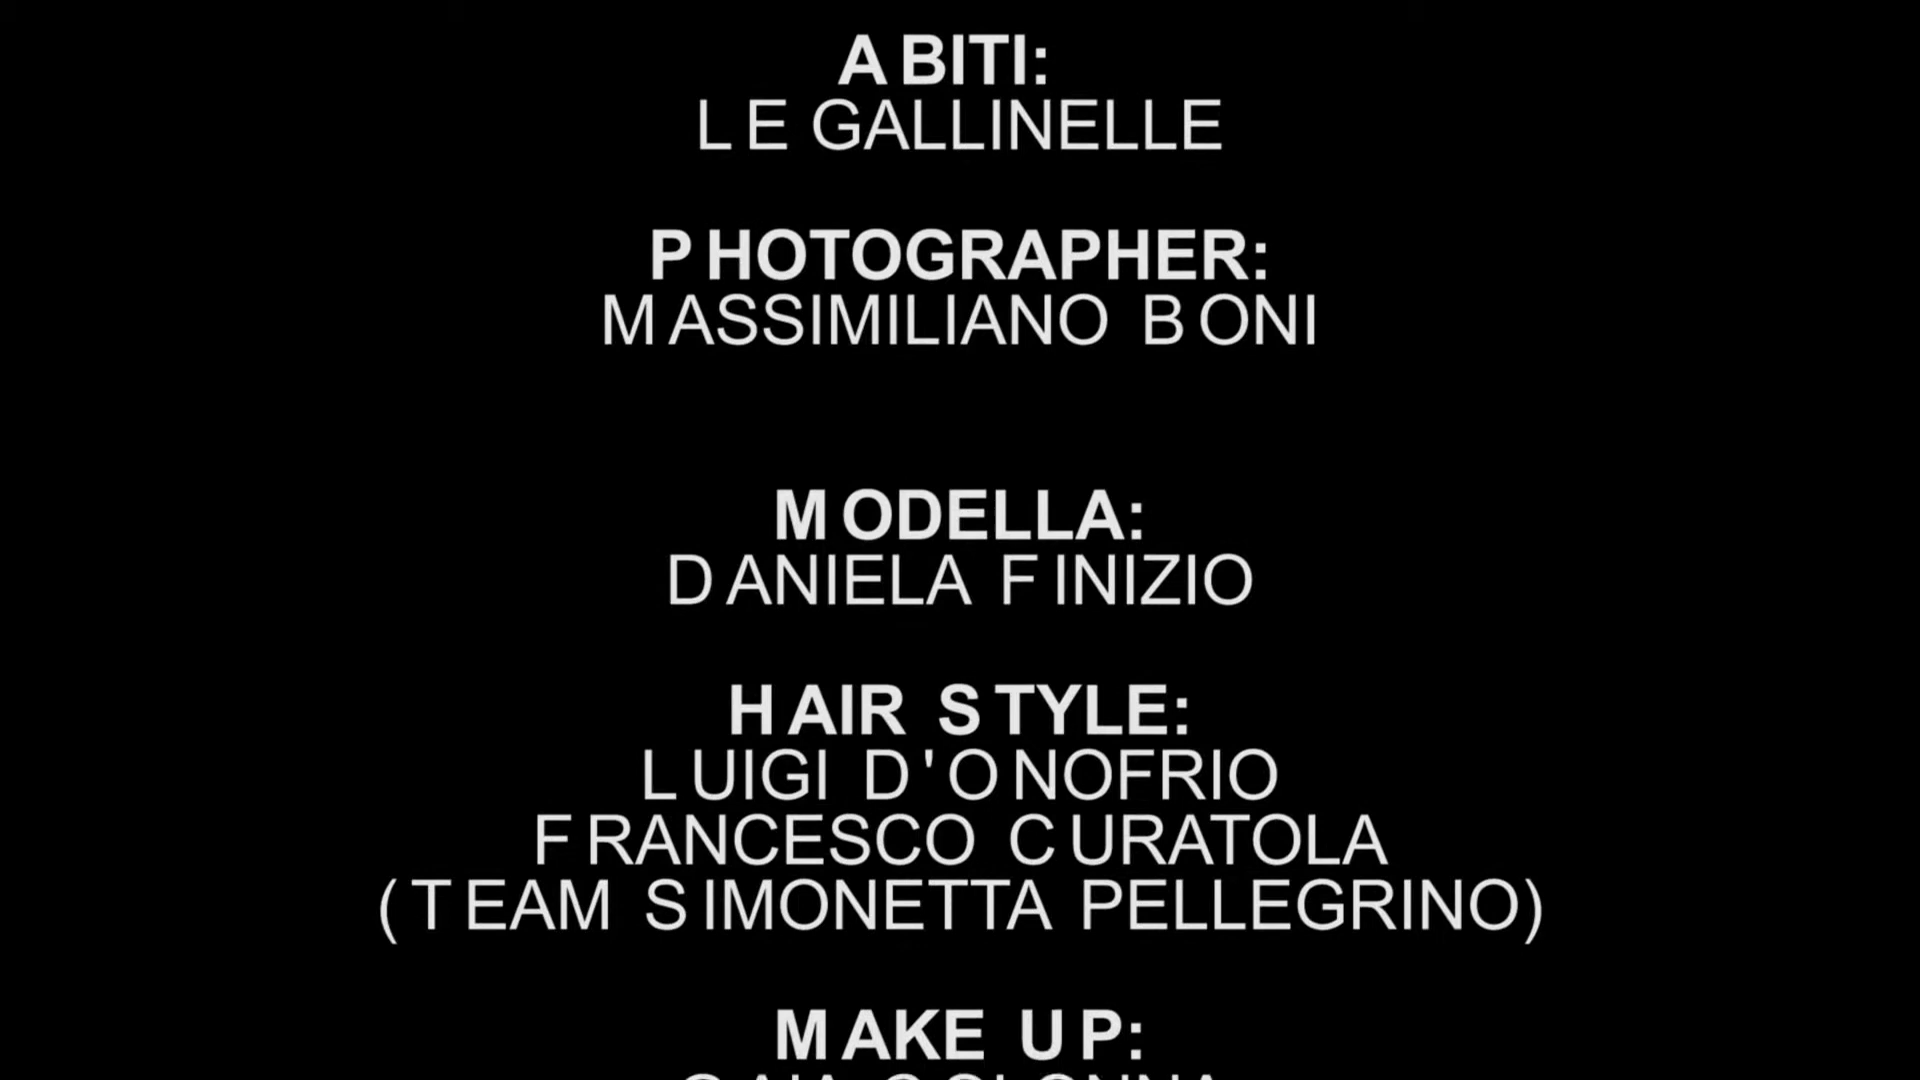 ABITI:
LE GALLINELLE
PHOTOGRAPHER:
MASSIMILIANO BONI
MODELLA:
DANIELA FINIZIO
HAIR STYLE:
LUIGI D'ONOFRIO
FRANCESCO CURATOLA
(TEAM SIMONETTA PELLEGRINO)
MAKE UP: